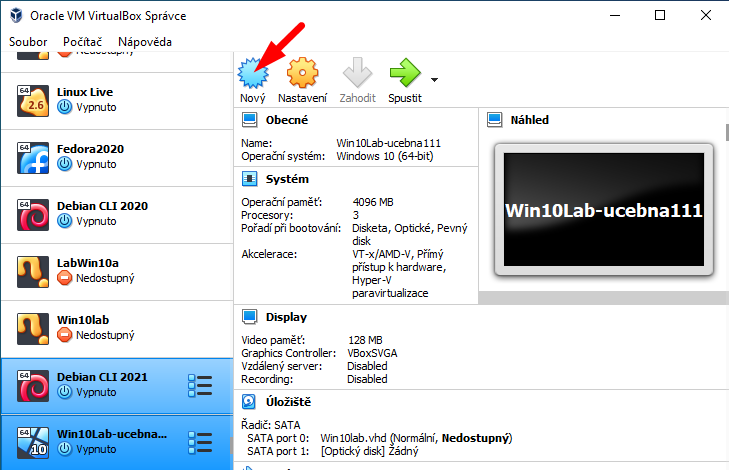 Oracle VM VirtualBox Správce
Soubor Počítač Nápověda
Nový Nastavení Zahodit Spustit
Nedostupný
64
2.6
Linux Live
Vypnuto
64
Fedora2020
Vypnuto
64
Debian CLI 2020
Vypnuto
LabWin10a
Nedostupný
Win10lab
Nedostupný
64
Debian CLI 2021
Vypnuto
64
10
Win10Lab-ucebna...
Vypnuto
Obecné
Name: Win10Lab-ucebna111
Operační systém: Windows 10 (64-bit)
Systém
Operační paměť: 4096 MB
Procesory: 3
Pořadí při bootování: Disketa, Optické, Pevný
disk
Akcelerace: VT-x/AMD-V, Přímý
přístup k hardware,
Hyper-V
paravirtualizace
Náhled
Win10Lab-ucebna111
Display
Video paměť: 128 MB
Graphics Controller: VBoxSVGA
Vzdálený server: Disabled
Recording: Disabled
Úložiště
Řadič: SATA
SATA port 0: Win10lab.vhd (Normální, Nedostupný)
SATA port 1: [Optický disk] Žádný